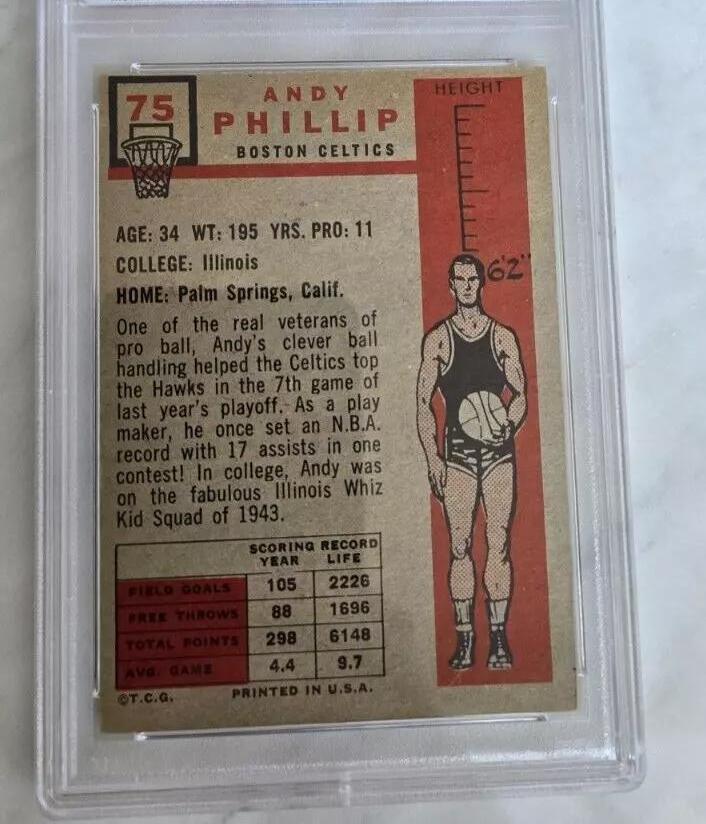 75
ANDY
PHILLIP
BOSTON CELTICS
HEIGHT
6'2"
AGE: 34 WT: 195 YRS. PRO: 11
COLLEGE: Illinois
HOME: Palm Springs, Calif.
One of the real veterans of
pro ball, Andy's clever ball
handling helped the Celtics top
the Hawks in the 7th game of
last year's playoff. As a play
maker, he once set an N.B.A.
record with 17 assists in one
contest! In college, Andy was
on the fabulous Illinois Whiz
Kid Squad of 1943.
SCORING RECORD
YEAR LIFE
FIELD GOALS 105 2226
FREE THROWS 88 1696
TOTAL POINTS 298 6148
AVG. GAME 4.4 9.7
©T.C.G. PRINTED IN U.S.A.